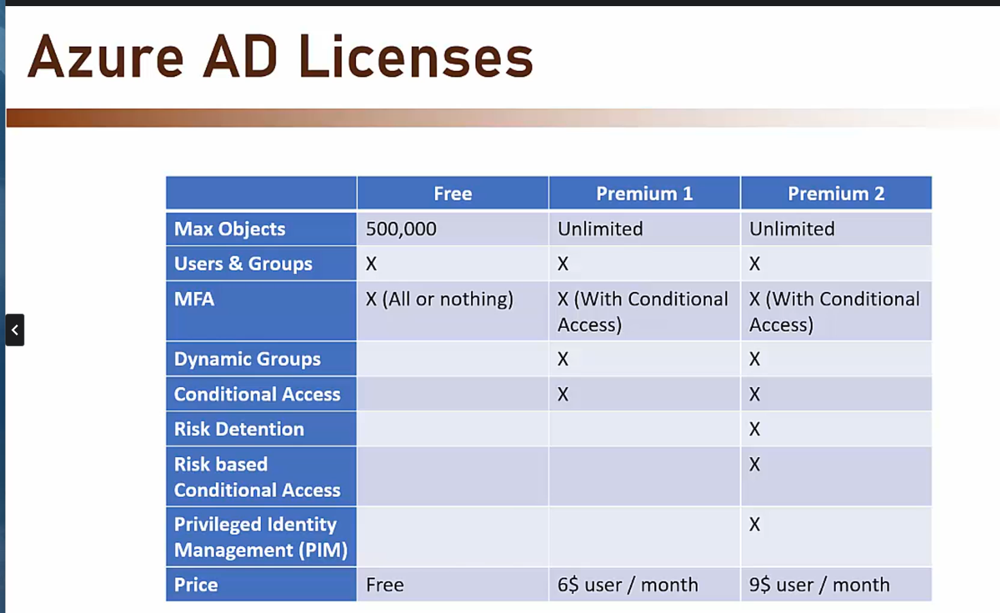 Azure AD Licenses
Free Premium 1 Premium 2
Max Objects 500,000 Unlimited Unlimited
Users & Groups X X X
MFA X (All or nothing) X (With Conditional X (With Conditional
Access) Access)
Dynamic Groups X X
Conditional Access X X
Risk Detention X
Risk based X
Conditional Access
Privileged Identity X
Management (PIM)
Price Free 6$ user / month 9$ user / month